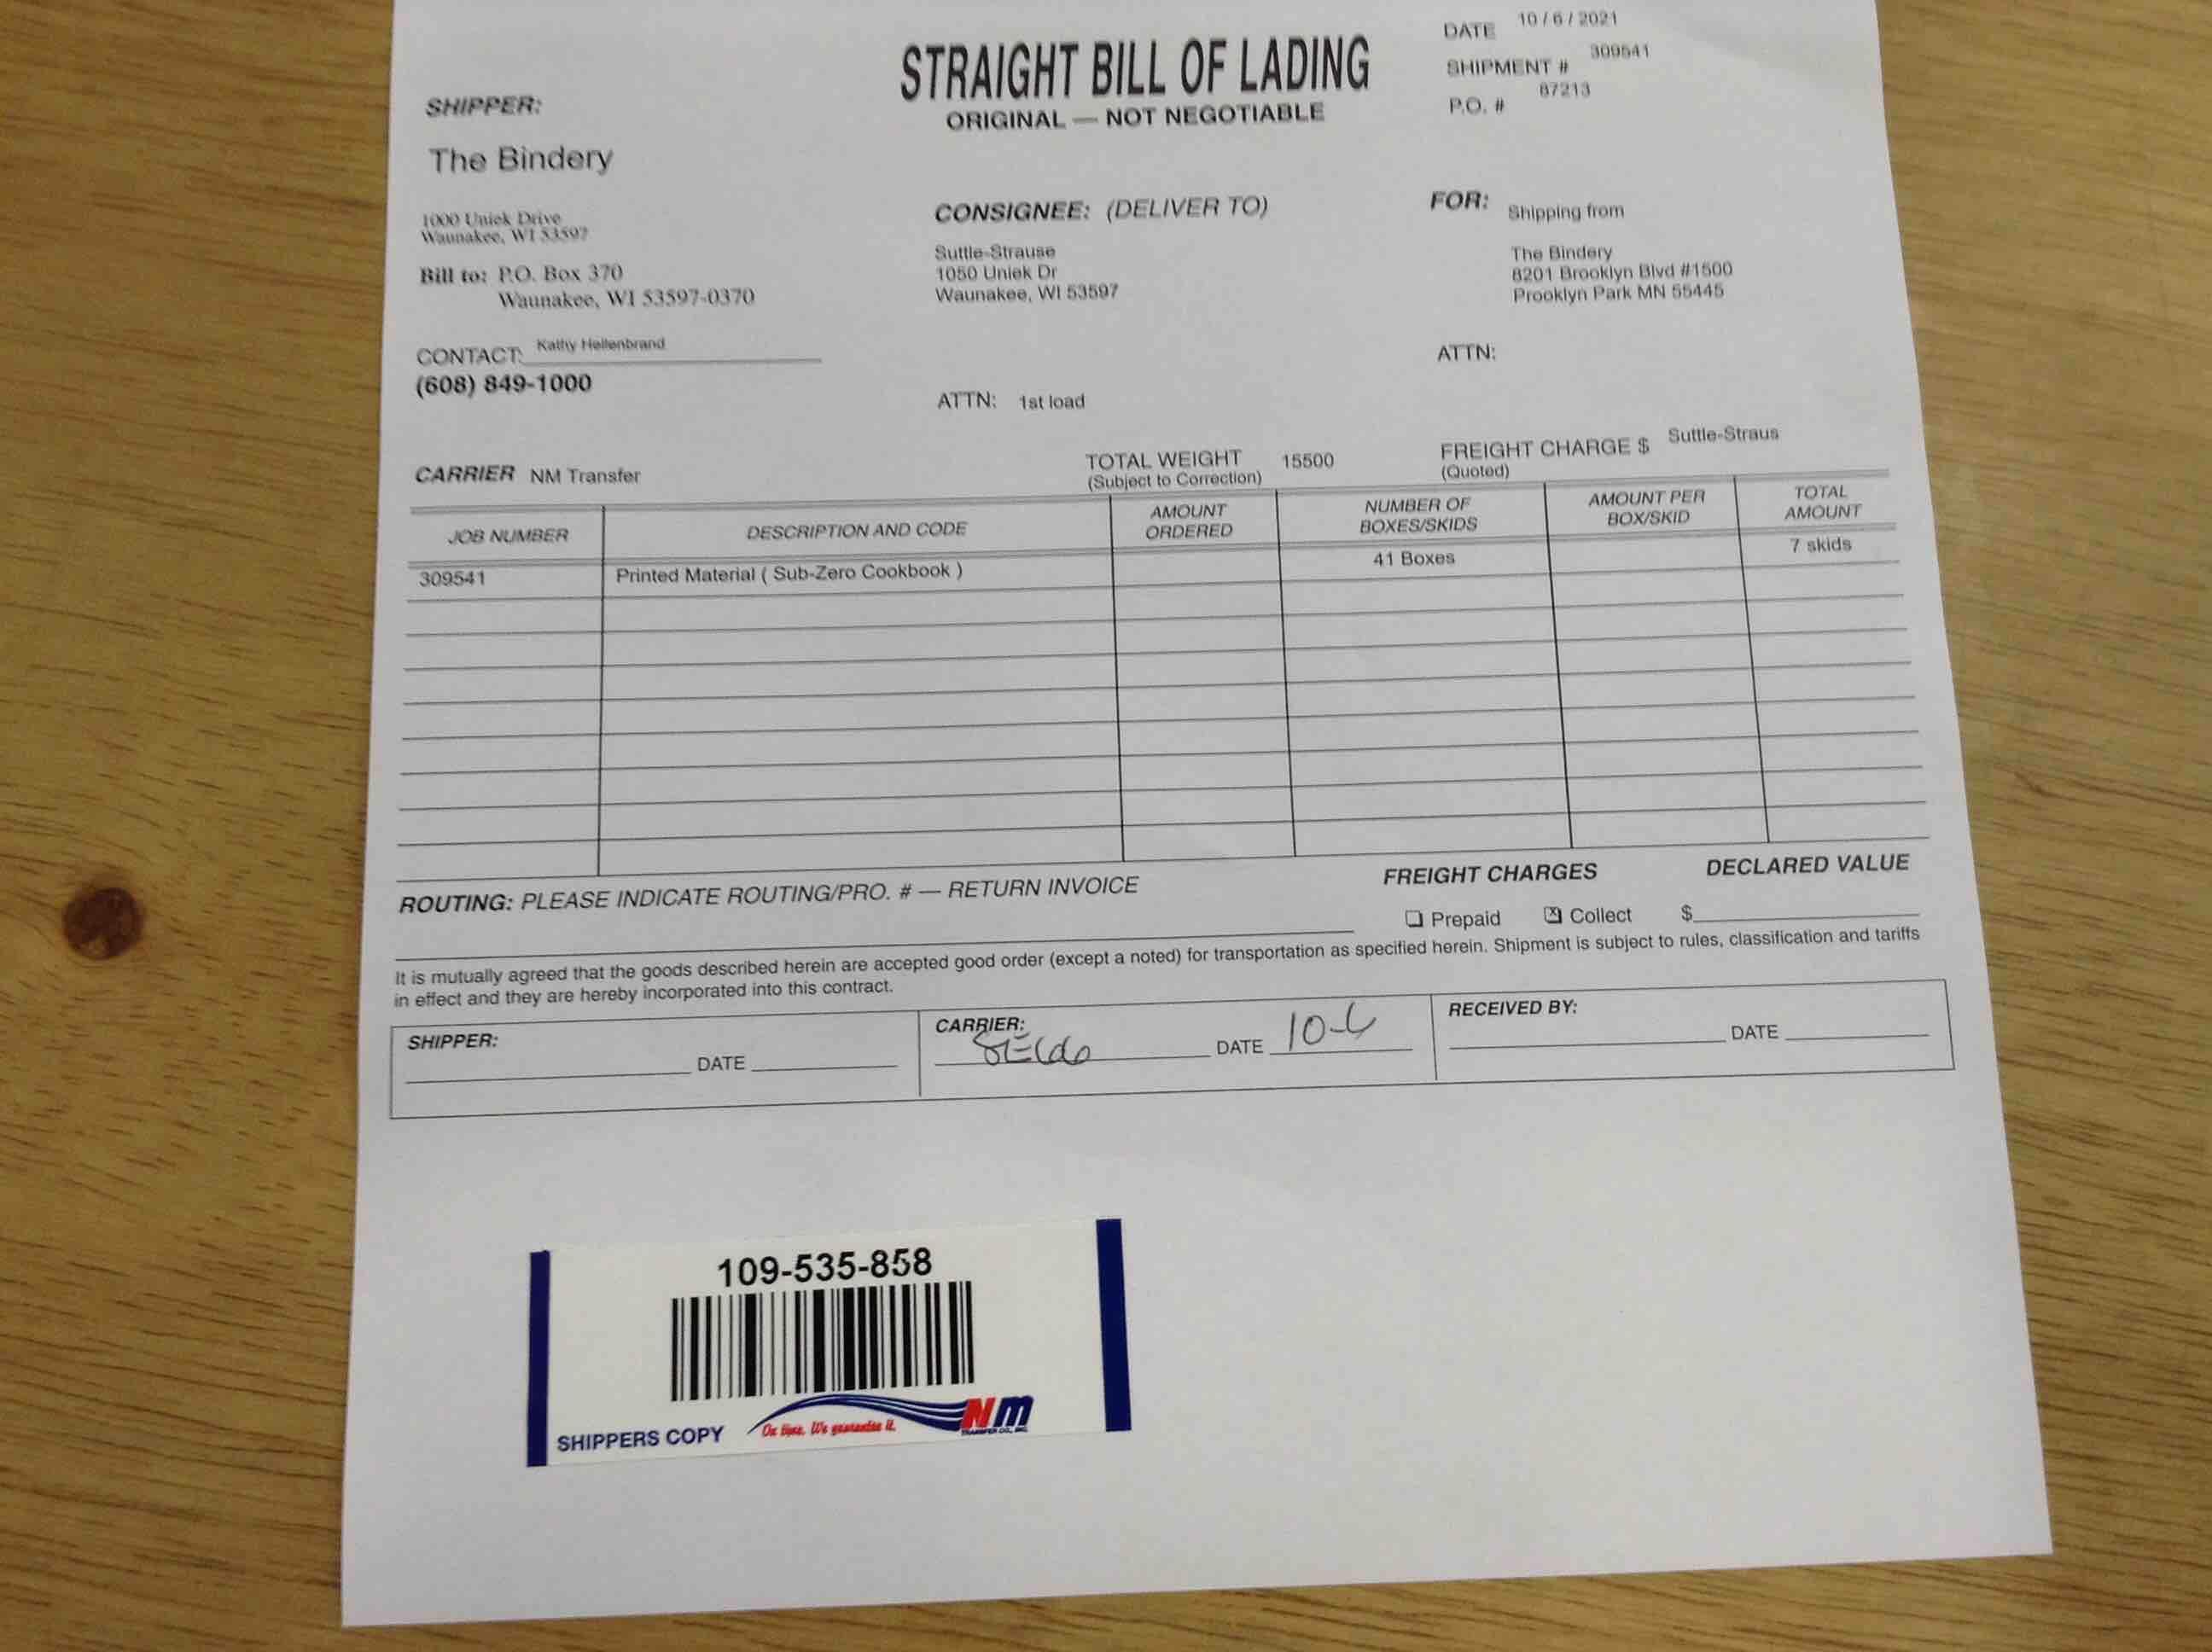 STRAIGHT BILL OF LADING
ORIGINAL — NOT NEGOTIABLE
DATE 10/6/2021
SHIPMENT # 309541
P.O. # 87213
SHIPPER:
The Bindery
1000 Uniek Drive
Waunakee, WI 53597
Bill to: P.O. Box 370
Waunakee, WI 53597-0370
CONTACT: Kathy Hellenbrand
(608) 849-1000
CONSIGNEE: (DELIVER TO)
Suttle-Strause
1050 Uniek Dr
Waunakee, WI 53597
ATTN: 1st load
FOR: Shipping from
The Bindery
8201 Brooklyn Blvd #1500
Prooklyn Park MN 55445
ATTN:
CARRIER NM Transfer
TOTAL WEIGHT 15500
(Subject to Correction)
FREIGHT CHARGE $ Suttle-Straus
(Quoted)
JOB NUMBER DESCRIPTION AND CODE AMOUNT ORDERED NUMBER OF BOXES/SKIDS AMOUNT PER BOX/SKID TOTAL AMOUNT
309541 Printed Material ( Sub-Zero Cookbook ) 41 Boxes 7 skids
ROUTING: PLEASE INDICATE ROUTING/PRO. # — RETURN INVOICE
FREIGHT CHARGES DECLARED VALUE
Prepaid Collect $
It is mutually agreed that the goods described herein are accepted good order (except a noted) for transportation as specified herein. Shipment is subject to rules, classification and tariffs
in effect and they are hereby incorporated into this contract.
SHIPPER: DATE
CARRIER: DATE 10-6
RECEIVED BY: DATE
109-535-858
SHIPPERS COPY
On time. We guarantee it.
NM
TRANSFER CO., INC.